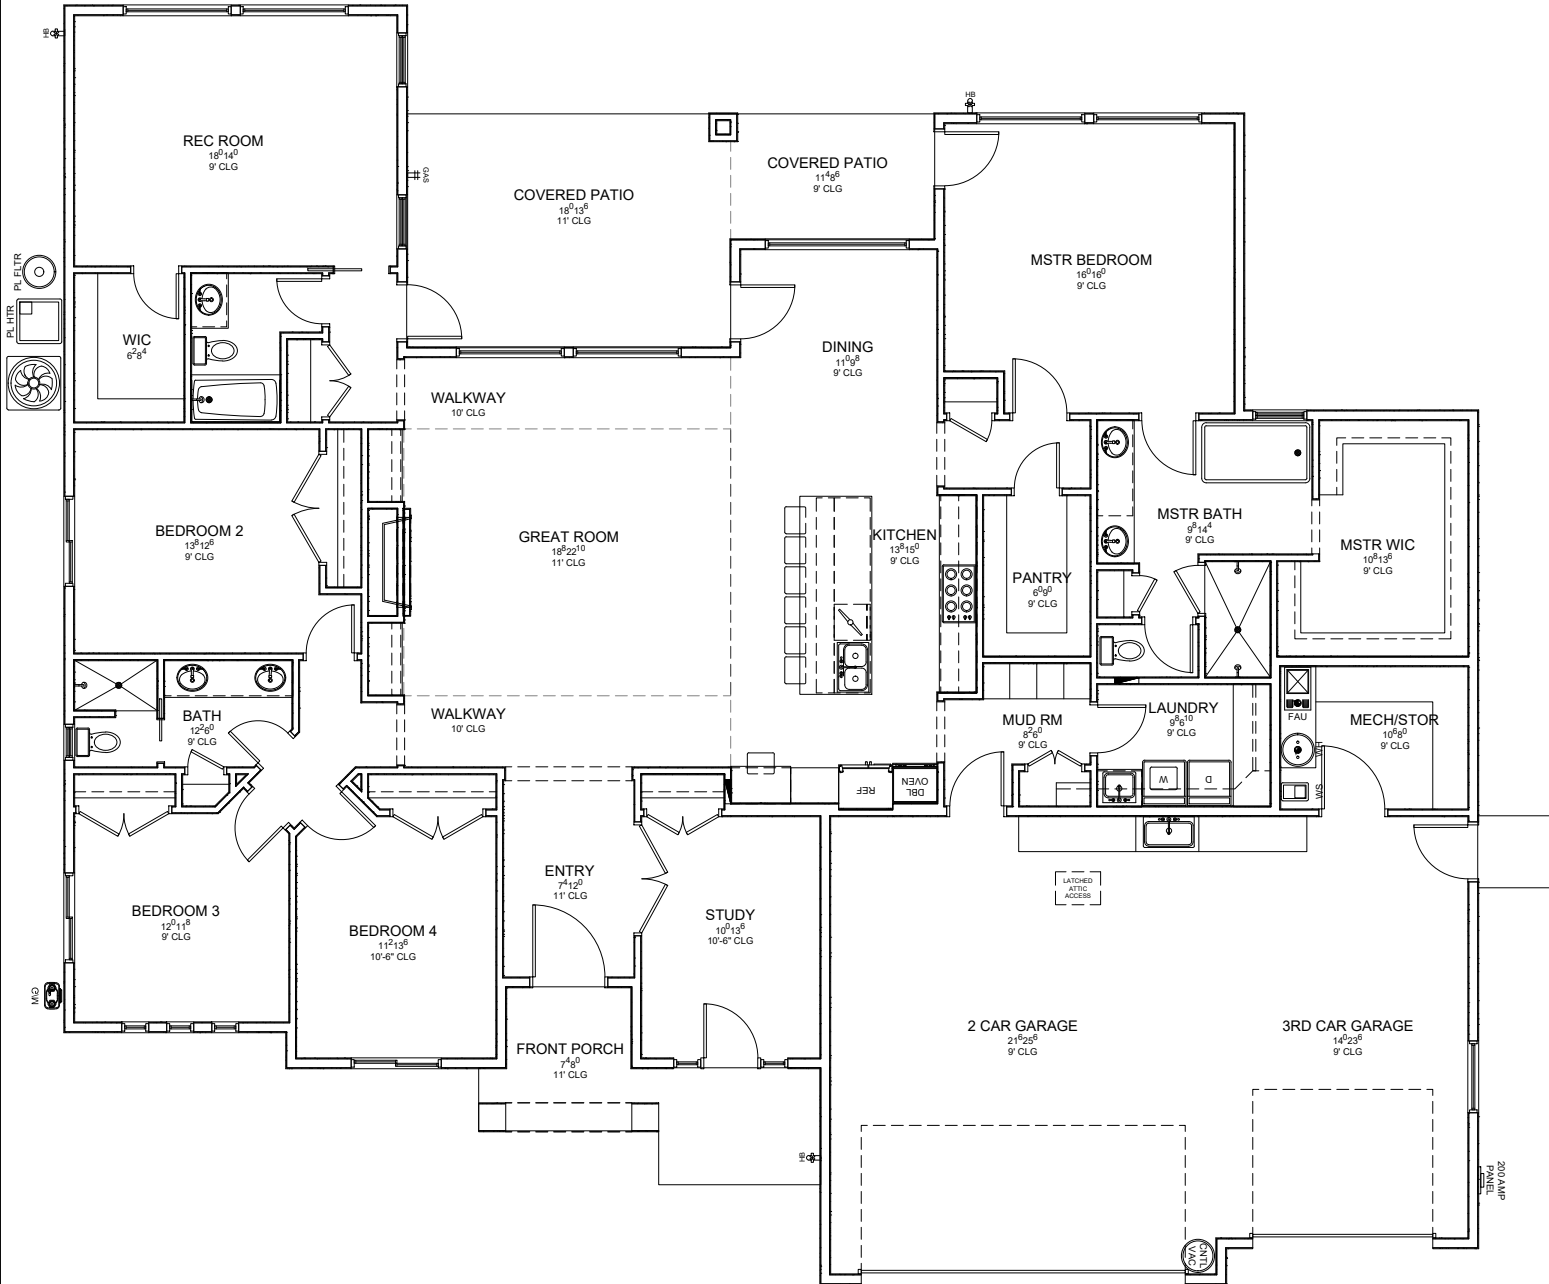 HB
REC ROOM
18⁰14⁰
9' CLG
GAS
HB
COVERED PATIO
11⁴8⁶
9' CLG
COVERED PATIO
18⁰13⁶
11' CLG
MSTR BEDROOM
16⁰16⁰
9' CLG
PL FLTR
PL HTR
WIC
6²8⁴
DINING
11⁰9⁸
9' CLG
WALKWAY
10' CLG
BEDROOM 2
13⁸12⁶
9' CLG
GREAT ROOM
18⁸22¹⁰
11' CLG
KITCHEN
13⁸15⁰
9' CLG
PANTRY
6⁰9⁰
9' CLG
MSTR BATH
9⁸14⁴
9' CLG
MSTR WIC
10⁸13⁶
9' CLG
BATH
12⁶6⁰
9' CLG
WALKWAY
10' CLG
MUD RM
8²6⁰
9' CLG
LAUNDRY
9⁸6¹⁰
9' CLG
FAU
MECH/STOR
10⁶8⁰
9' CLG
WH
WS
REF
DBL
OVEN
W
D
ENTRY
7⁴12⁰
11' CLG
LATCHED
ATTIC
ACCESS
BEDROOM 3
12⁰11⁸
9' CLG
BEDROOM 4
11²13⁶
10'-6" CLG
STUDY
10⁰13⁶
10'-6" CLG
G\W
FRONT PORCH
7⁴8⁰
11' CLG
2 CAR GARAGE
21⁶25⁶
9' CLG
3RD CAR GARAGE
14⁰23⁶
9' CLG
HB
200 AMP
PANEL
CNTL
VAC